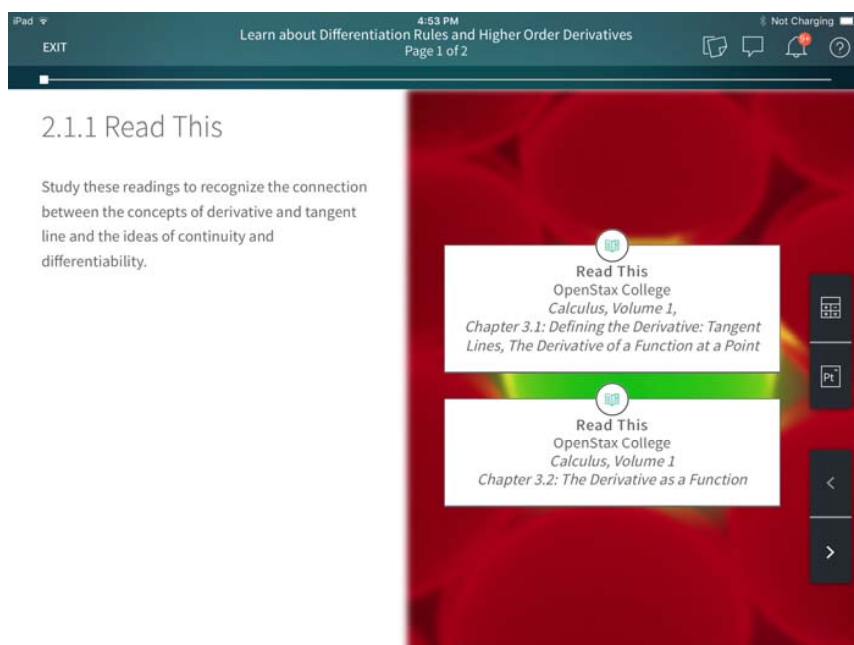 iPad
4:53 PM
Not Charging
EXIT
Learn about Differentiation Rules and Higher Order Derivatives
Page 1 of 2
9+
?
2.1.1 Read This
Study these readings to recognize the connection
between the concepts of derivative and tangent
line and the ideas of continuity and
differentiability.
Read This
OpenStax College
Calculus, Volume 1,
Chapter 3.1: Defining the Derivative: Tangent
Lines, The Derivative of a Function at a Point
Read This
OpenStax College
Calculus, Volume 1
Chapter 3.2: The Derivative as a Function
Pt
<
>